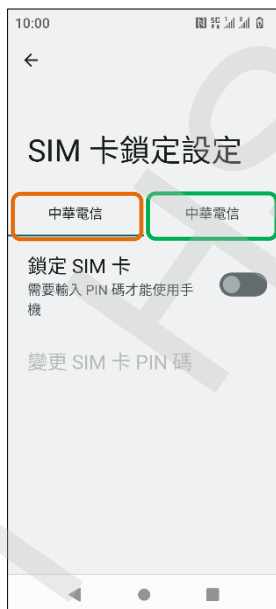 10:00
SIM 卡鎖定設定
中華電信 中華電信
鎖定 SIM 卡
需要輸入 PIN 碼才能使用手
機
變更 SIM 卡 PIN 碼